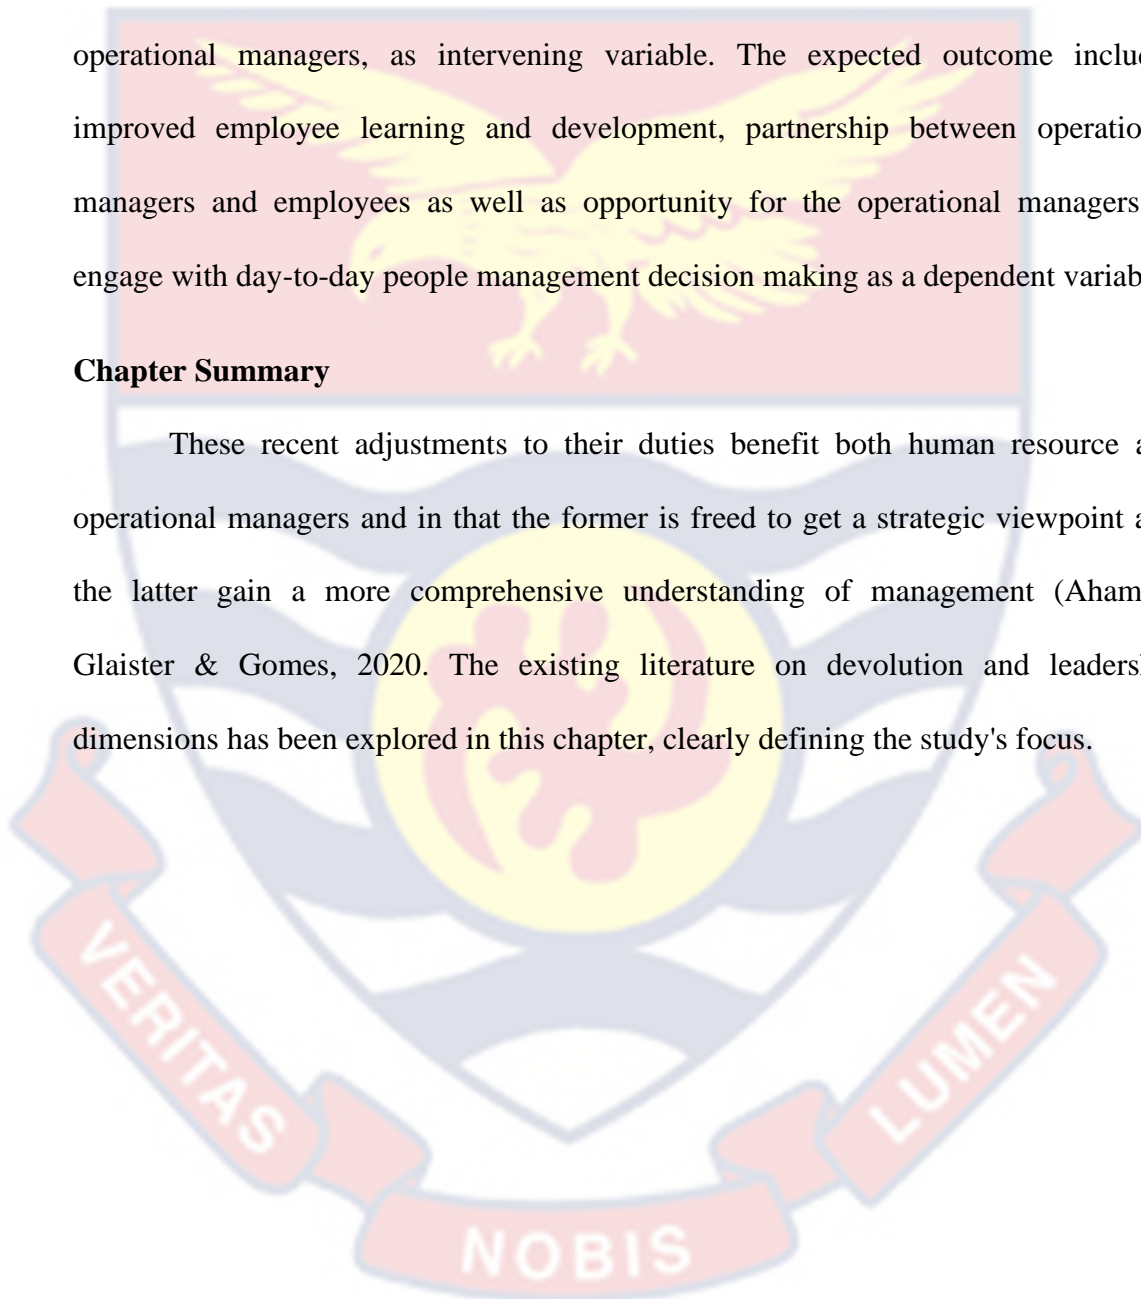 operational managers, as intervening variable. The expected outcome includ
improved employee learning and development, partnership between operatio
managers and employees as well as opportunity for the operational managers
engage with day-to-day people management decision making as a dependent variab
Chapter Summary
These recent adjustments to their duties benefit both human resource a
operational managers and in that the former is freed to get a strategic viewpoint a
the latter gain a more comprehensive understanding of management (Aham
Glaister & Gomes, 2020. The existing literature on devolution and leadersh
dimensions has been explored in this chapter, clearly defining the study's focus.
VERITAS
NOBIS
LUMEN